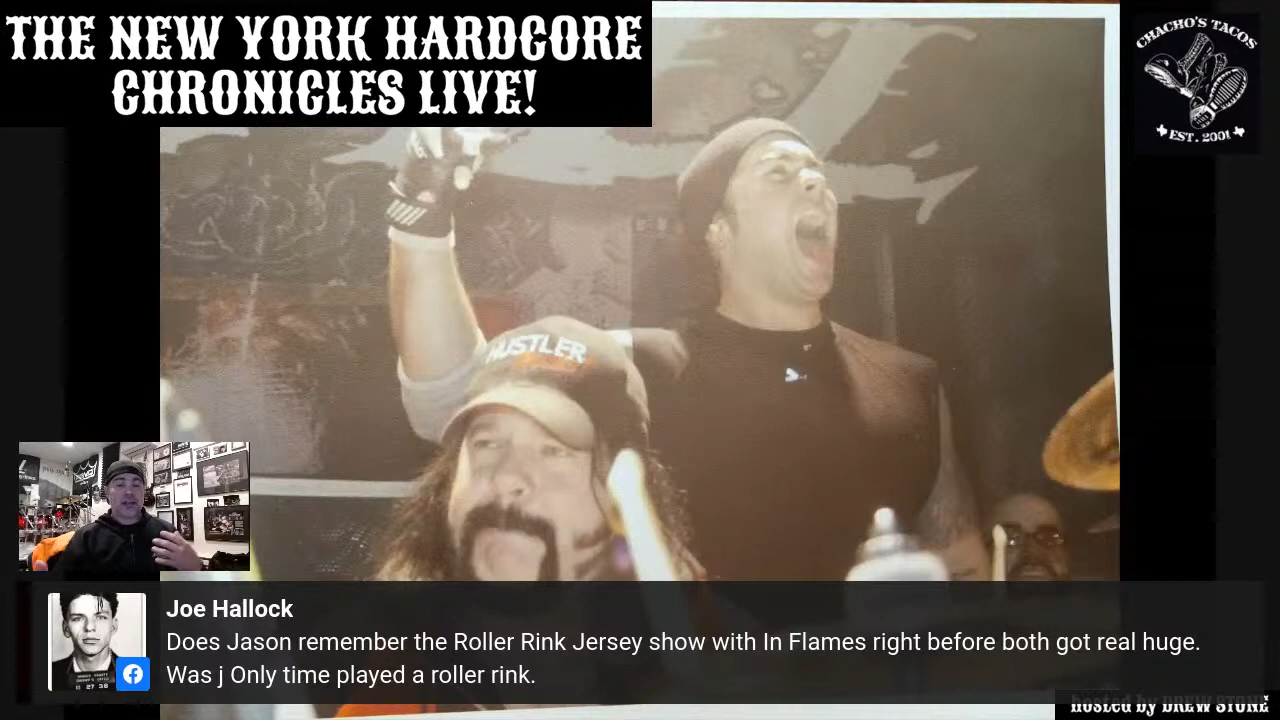 THE NEW YORK HARDCORE
CHRONICLES LIVE!
CHACHO'S TACOS
EST. 2001
HUSTLER
Joe Hallock
Does Jason remember the Roller Rink Jersey show with In Flames right before both got real huge.
Was j Only time played a roller rink.
hosted by DREW STONE